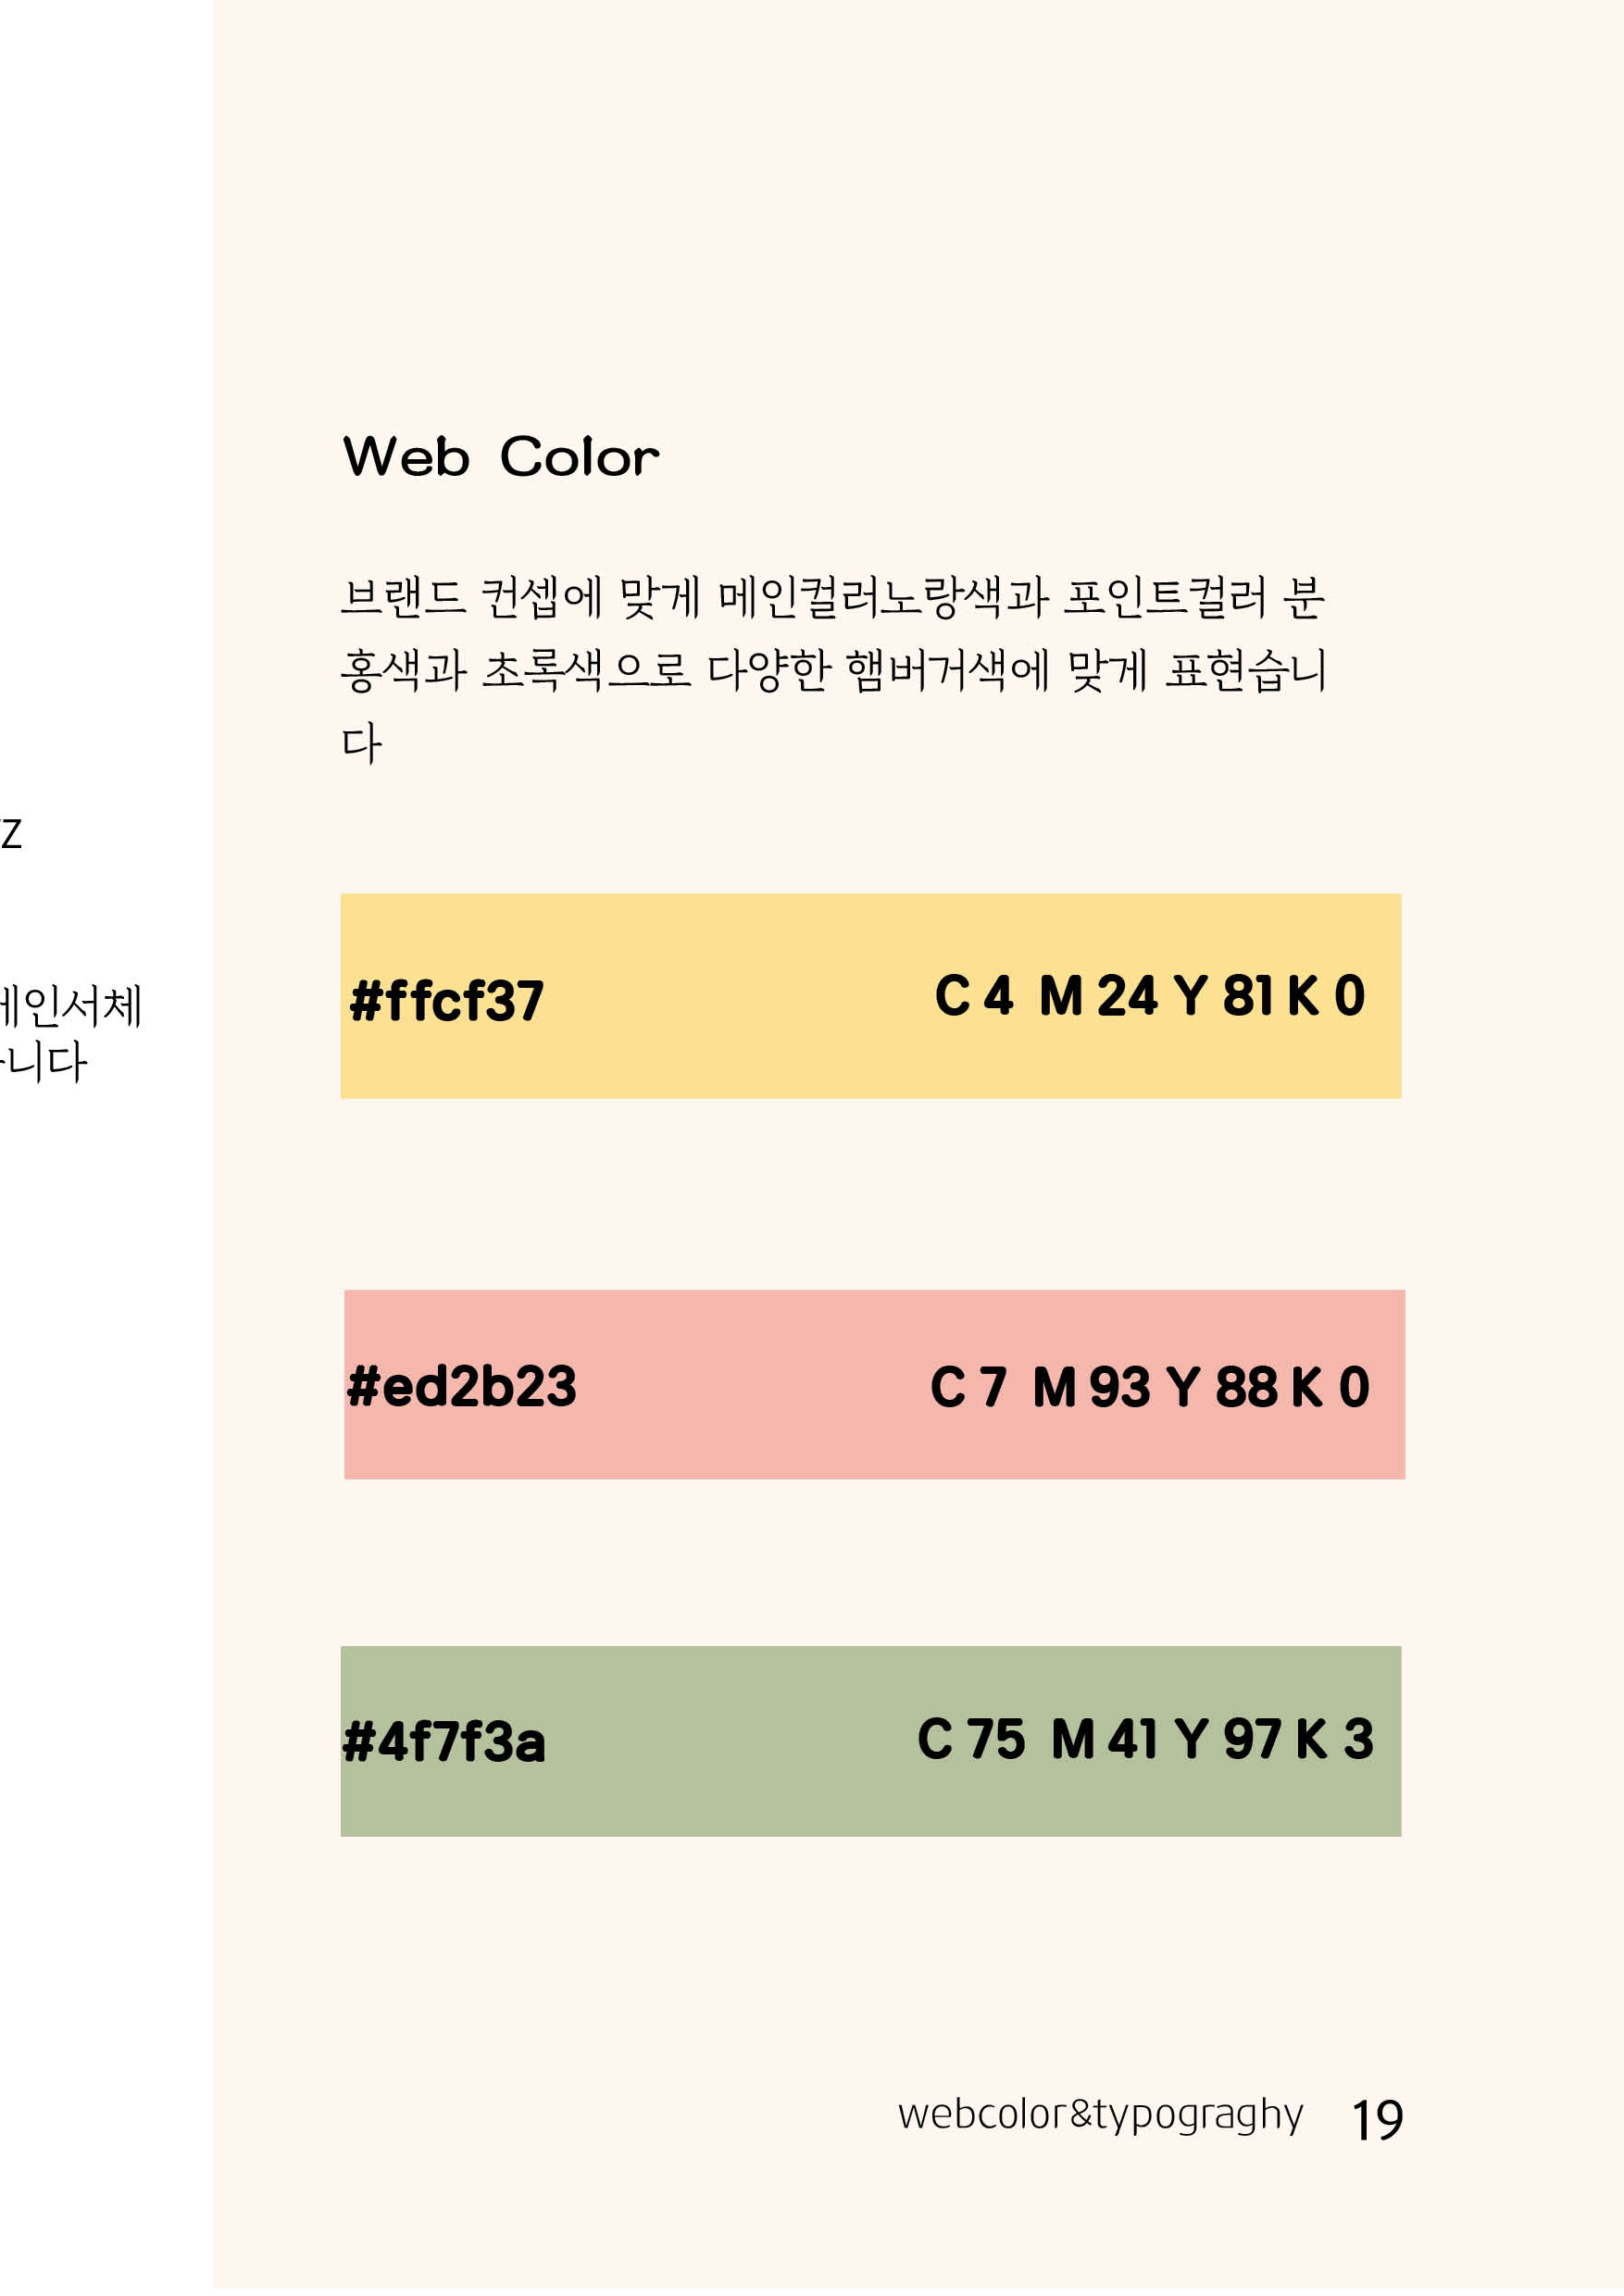 Web Color
브랜드 컨셉에 맞게 메인컬러노랑색과 포인트컬러 분
홍색과 초록색으로 다양한 햄버거색에 맞게 표현습니
다
Z
인서체
니다
#ffcf37 C 4 M 24 Y 81 K 0
#ed2b23 C 7 M 93 Y 88 K 0
#4f7f3a C 75 M 41 Y 97 K 3
webcolor&typograghy 19